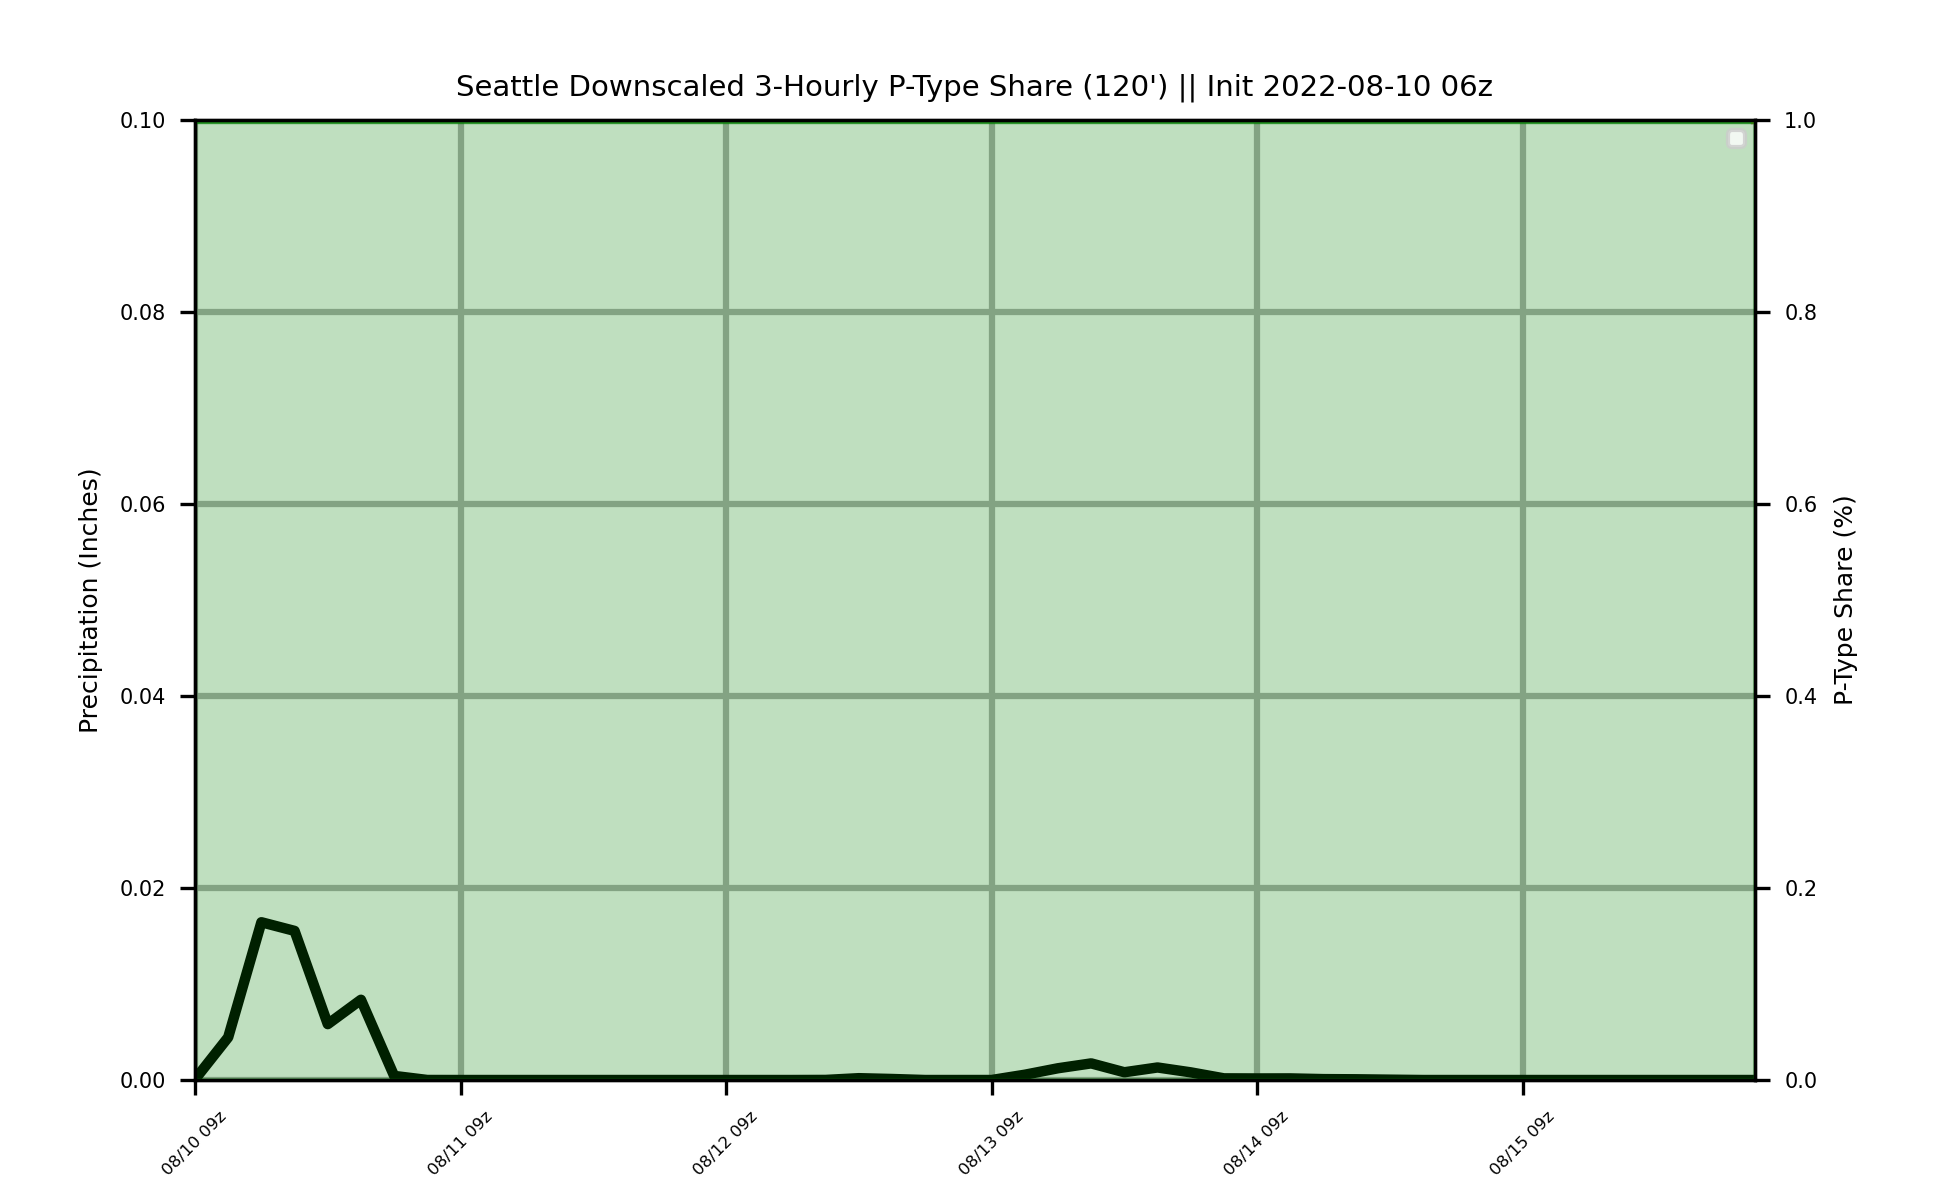 Seattle Downscaled 3-Hourly P-Type Share (120') || Init 2022-08-10 06z
Precipitation (Inches)
0.10
0.08
0.06
0.04
0.02
0.00
1.0
0.8
0.6
0.4
0.2
0.0
P-Type Share (%)
08/10 09z
08/11 09z
08/12 09z
08/13 09z
08/14 09z
08/15 09z